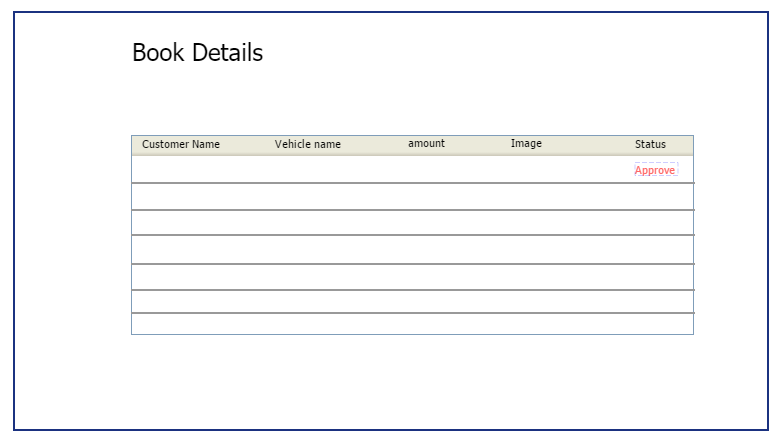 Book Details
Customer Name Vehicle name amount Image Status
Approve